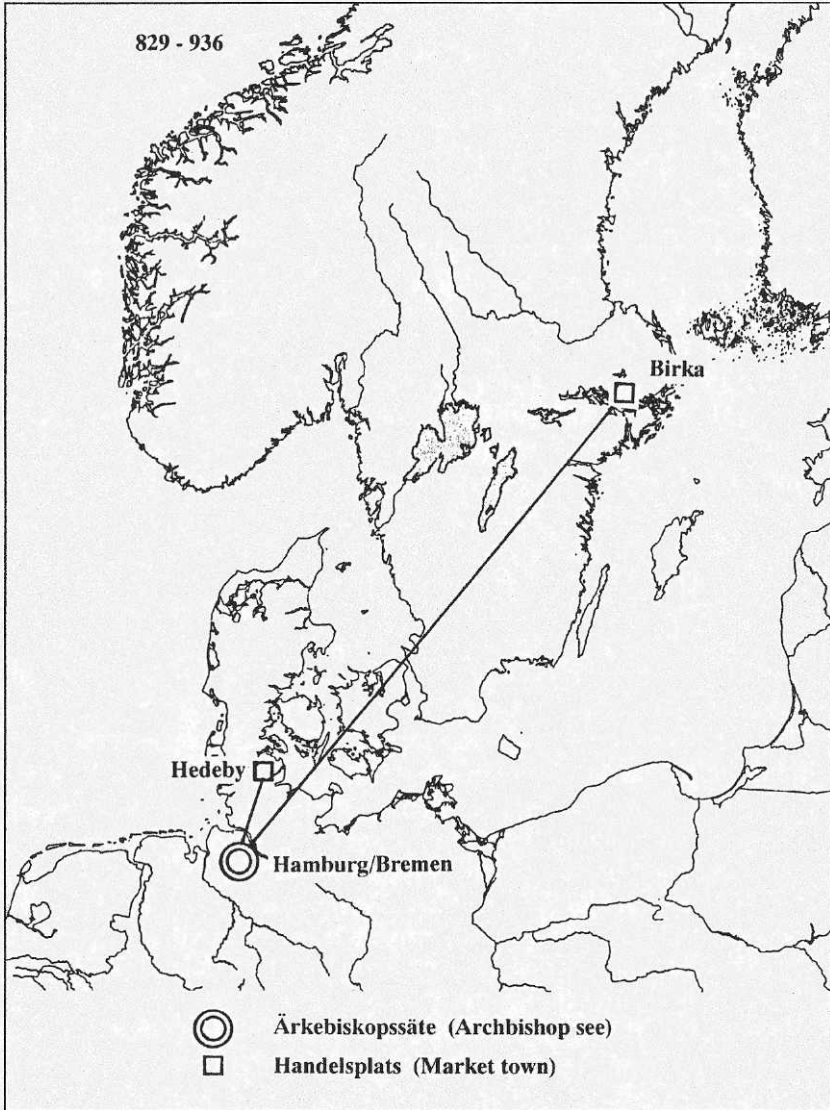 829 - 936
Birka
Hedeby
Hamburg/Bremen
Ärkebiskopssäte (Archbishop see)
Handelsplats (Market town)